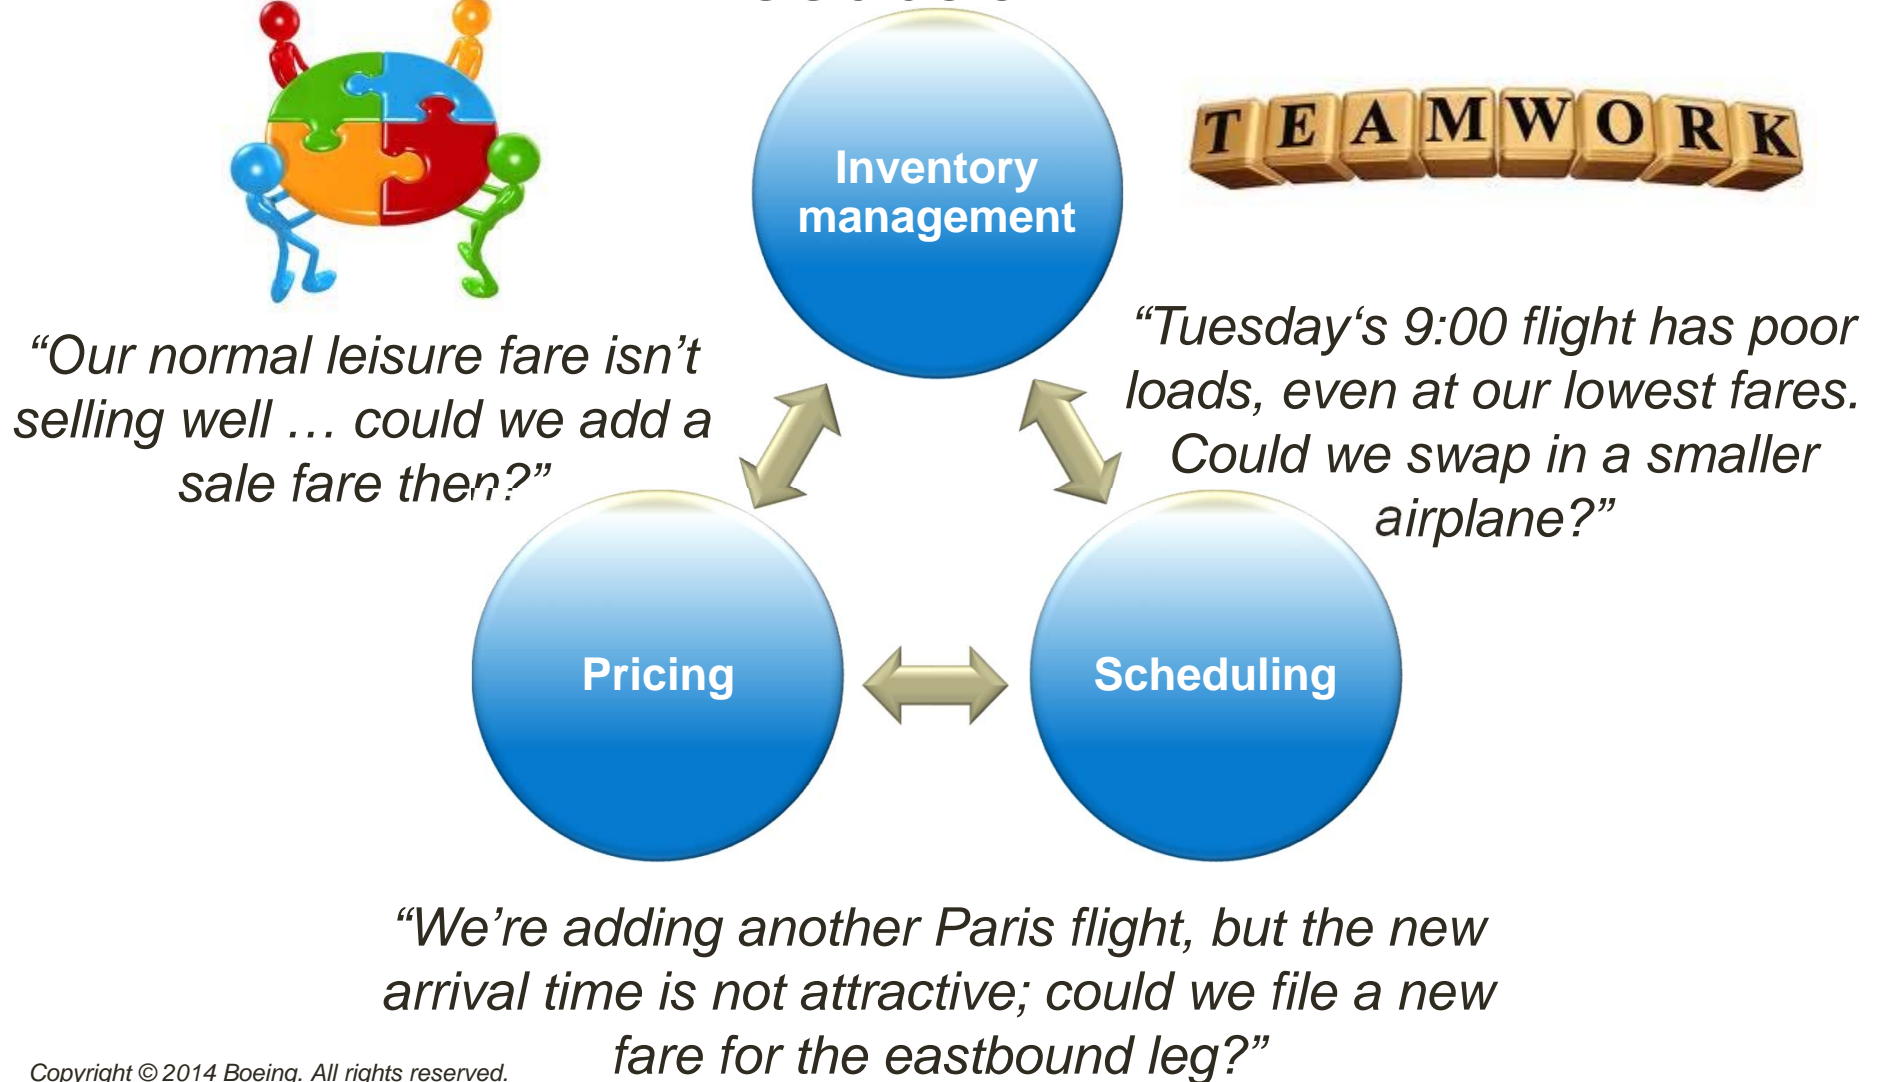 TEAMWORK
Inventory
management
“Our normal leisure fare isn’t
selling well … could we add a
sale fare then?”
“Tuesday‘s 9:00 flight has poor
loads, even at our lowest fares.
Could we swap in a smaller
airplane?”
Pricing
Scheduling
“We’re adding another Paris flight, but the new
arrival time is not attractive; could we file a new
fare for the eastbound leg?”
Copyright © 2014 Boeing. All rights reserved.